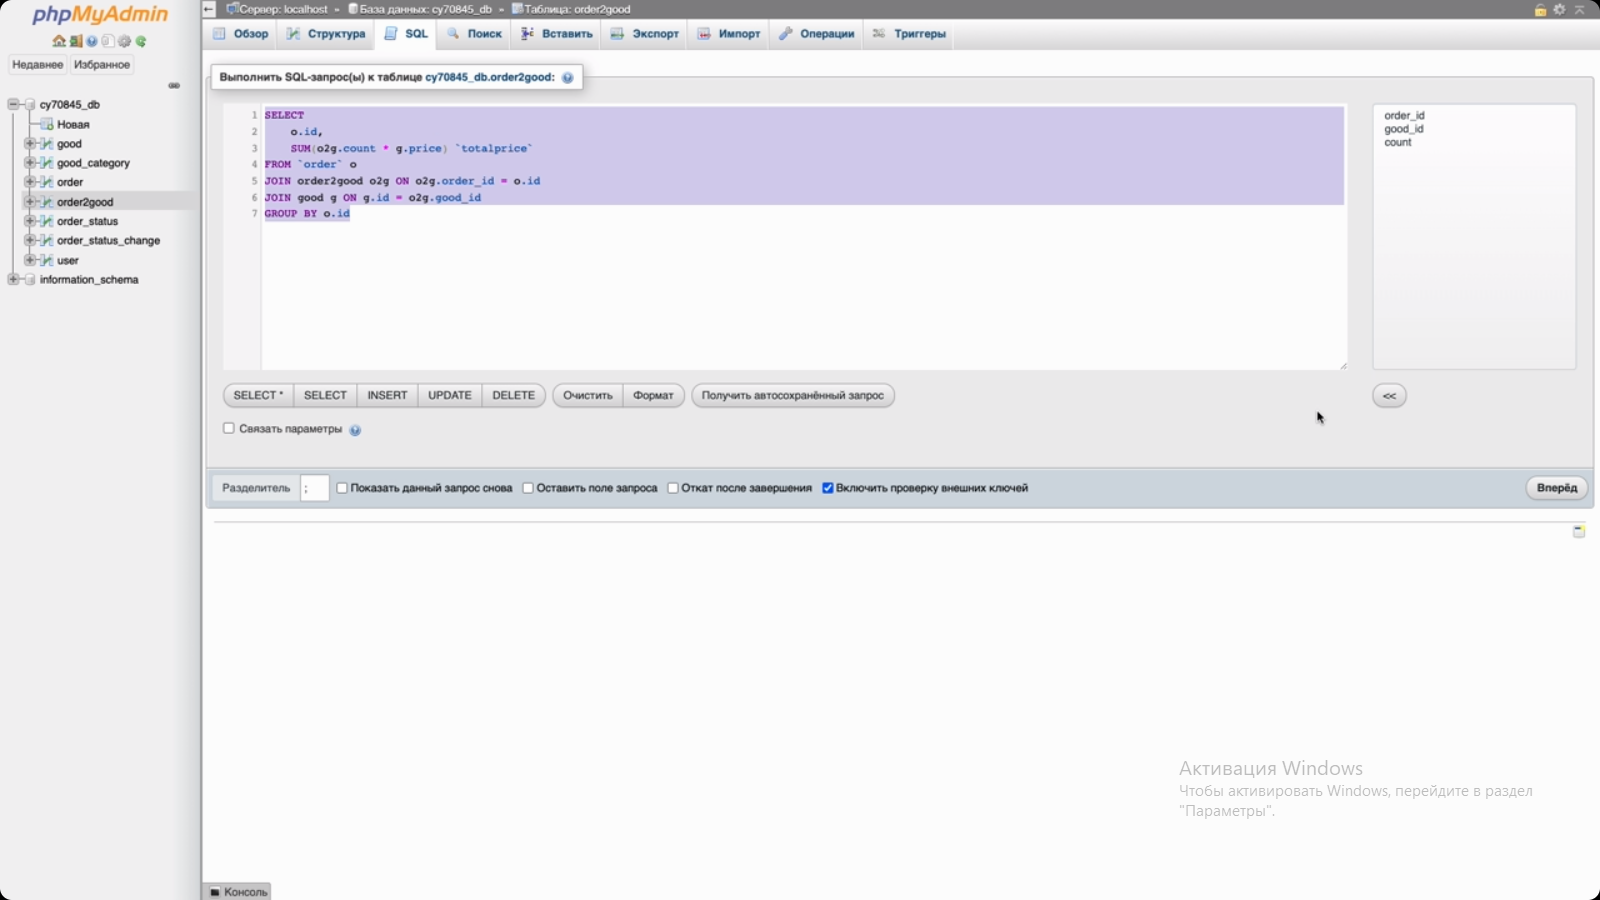 phpMyAdmin
Недавнее Избранное
cy70845_db
Новая
good
good_category
order
order2good
order_status
order_status_change
user
information_schema
Сервер: localhost » База данных: cy70845_db » Таблица: order2good
Обзор Структура SQL Поиск Вставить Экспорт Импорт Операции Триггеры
Выполнить SQL-запрос(ы) к таблице cy70845_db.order2good:
1 SELECT
2 o.id,
3 SUM(o2g.count * g.price) `totalprice`
4 FROM `order` o
5 JOIN order2good o2g ON o2g.order_id = o.id
6 JOIN good g ON g.id = o2g.good_id
7 GROUP BY o.id
order_id
good_id
count
SELECT * SELECT INSERT UPDATE DELETE Очистить Формат Получить автосохранённый запрос <<
Связать параметры
Разделитель ; Показать данный запрос снова Оставить поле запроса Откат после завершения Включить проверку внешних ключей Вперёд
Активация Windows
Чтобы активировать Windows, перейдите в раздел
"Параметры".
Консоль